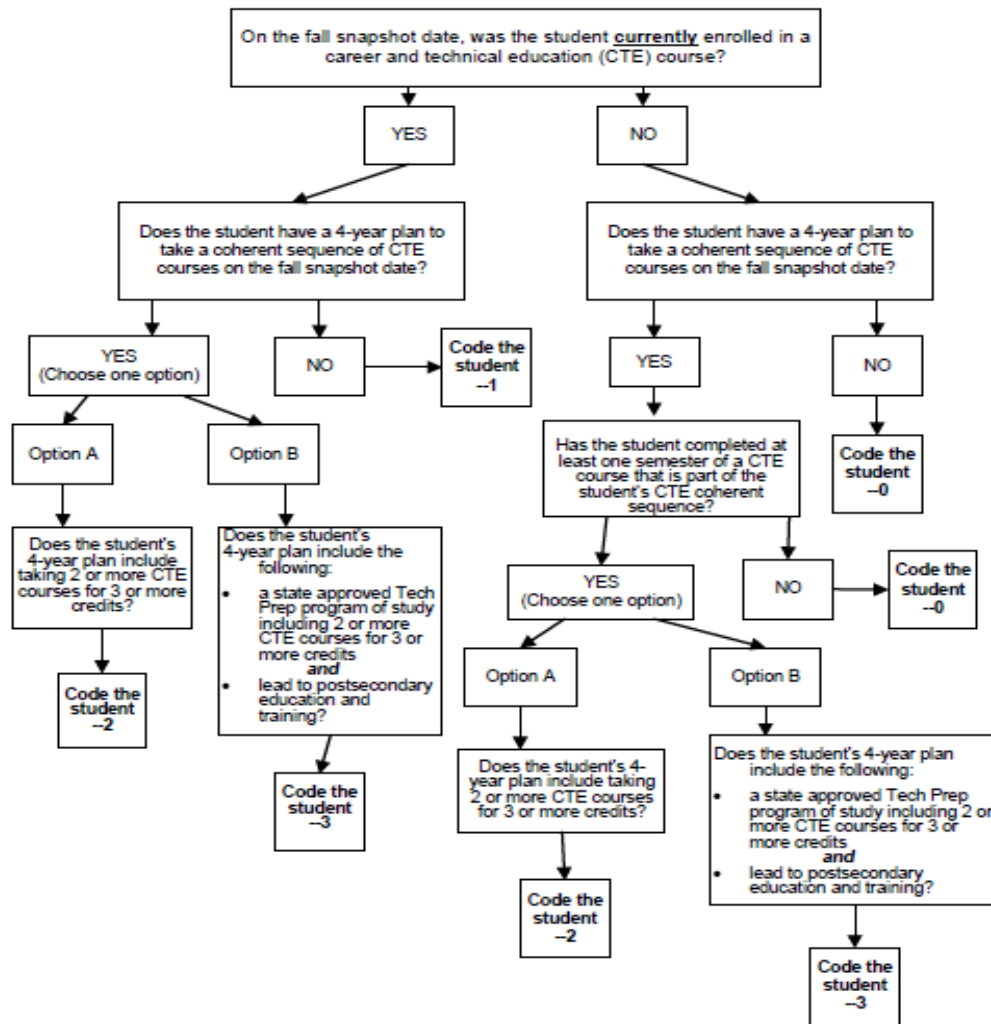 On the fall snapshot date, was the student currently enrolled in a
career and technical education (CTE) course?
YES
NO
Does the student have a 4-year plan to
take a coherent sequence of CTE
courses on the fall snapshot date?
Does the student have a 4-year plan to
take a coherent sequence of CTE
courses on the fall snapshot date?
YES
(Choose one option)
NO
Code the
student
--1
YES
NO
Option A
Option B
Has the student completed at
least one semester of a CTE
course that is part of the
student's CTE coherent
sequence?
Code the
student
--0
Does the student's
4-year plan include
taking 2 or more CTE
courses for 3 or more
credits?
Does the student's
4-year plan include the
following:
• a state approved Tech
Prep program of study
including 2 or more
CTE courses for 3 or
more credits
and
• lead to postsecondary
education and
training?
YES
(Choose one option)
NO
Code the
student
--0
Code the
student
--2
Option A
Option B
Code the
student
--3
Does the student's 4-
year plan include taking
2 or more CTE courses
for 3 or more credits?
Does the student's 4-year plan
include the following:
• a state approved Tech Prep
program of study including 2 or
more CTE courses for 3 or
more credits
and
• lead to postsecondary
education and training?
Code the
student
--2
Code the
student
--3